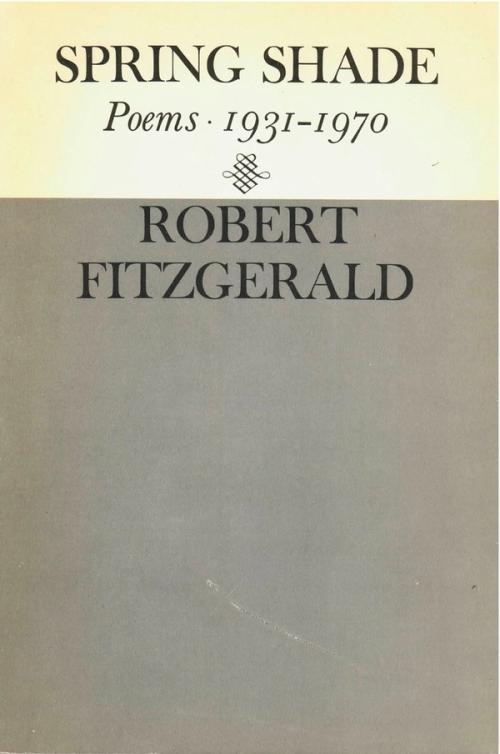 SPRING SHADE
Poems · 1931–1970
ROBERT
FITZGERALD